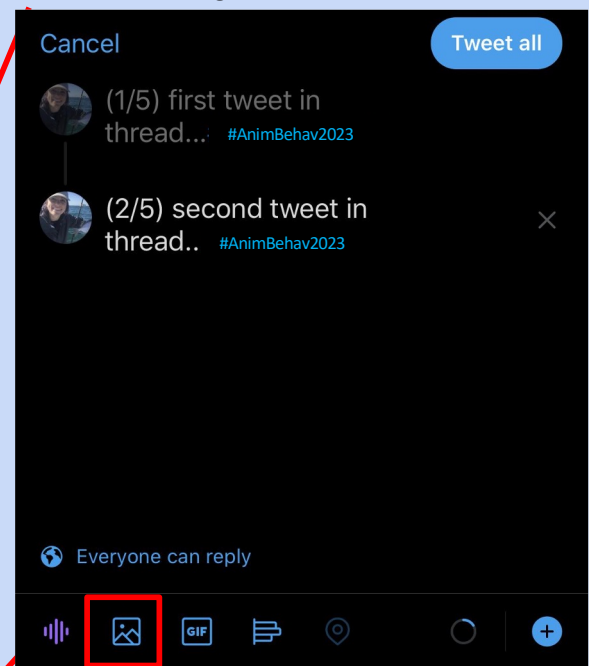 Cancel
Tweet all
(1/5) first tweet in
thread... #AnimBehav2023
(2/5) second tweet in
thread.. #AnimBehav2023
Everyone can reply
GIF